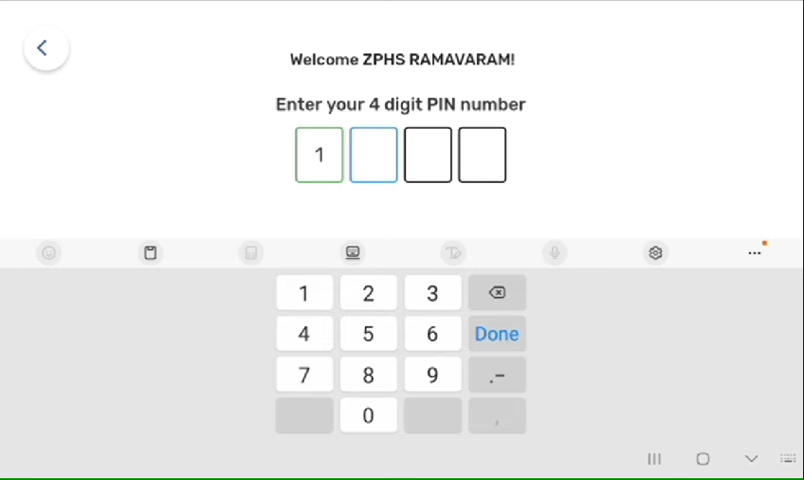 Welcome ZPHS RAMAVARAM!
Enter your 4 digit PIN number
1
1 2 3
4 5 6 Done
7 8 9 .-
0 ,